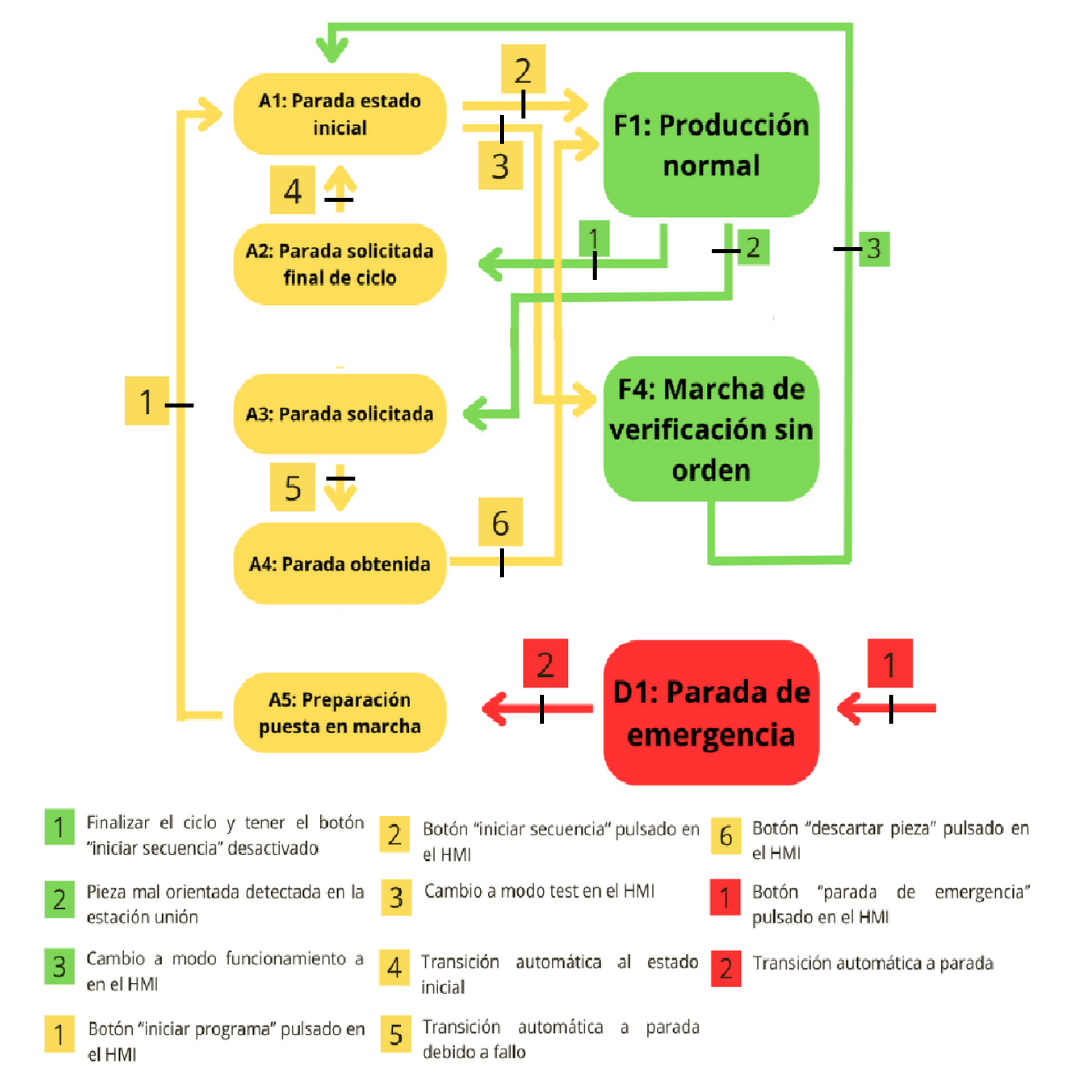 2
A1: Parada estado
inicial
F1: Producción
normal
3
4
A2: Parada solicitada
final de ciclo
1
2
3
1
A3: Parada solicitada
F4: Marcha de
verificación sin
orden
5
6
A4: Parada obtenida
2
1
A5: Preparación
puesta en marcha
D1: Parada de
emergencia
1
Finalizar el ciclo y tener el botón
“iniciar secuencia” desactivado
2
Pieza mal orientada detectada en la
estación unión
3
Cambio a modo funcionamiento a
en el HMI
1
Botón “iniciar programa” pulsado en
el HMI
2
Botón “iniciar secuencia” pulsado en
el HMI
3
Cambio a modo test en el HMI
4
Transición automática al estado
inicial
5
Transición automática a parada
debido a fallo
6
Botón “descartar pieza” pulsado en
el HMI
1
Botón “parada de emergencia”
pulsado en el HMI
2
Transición automática a parada